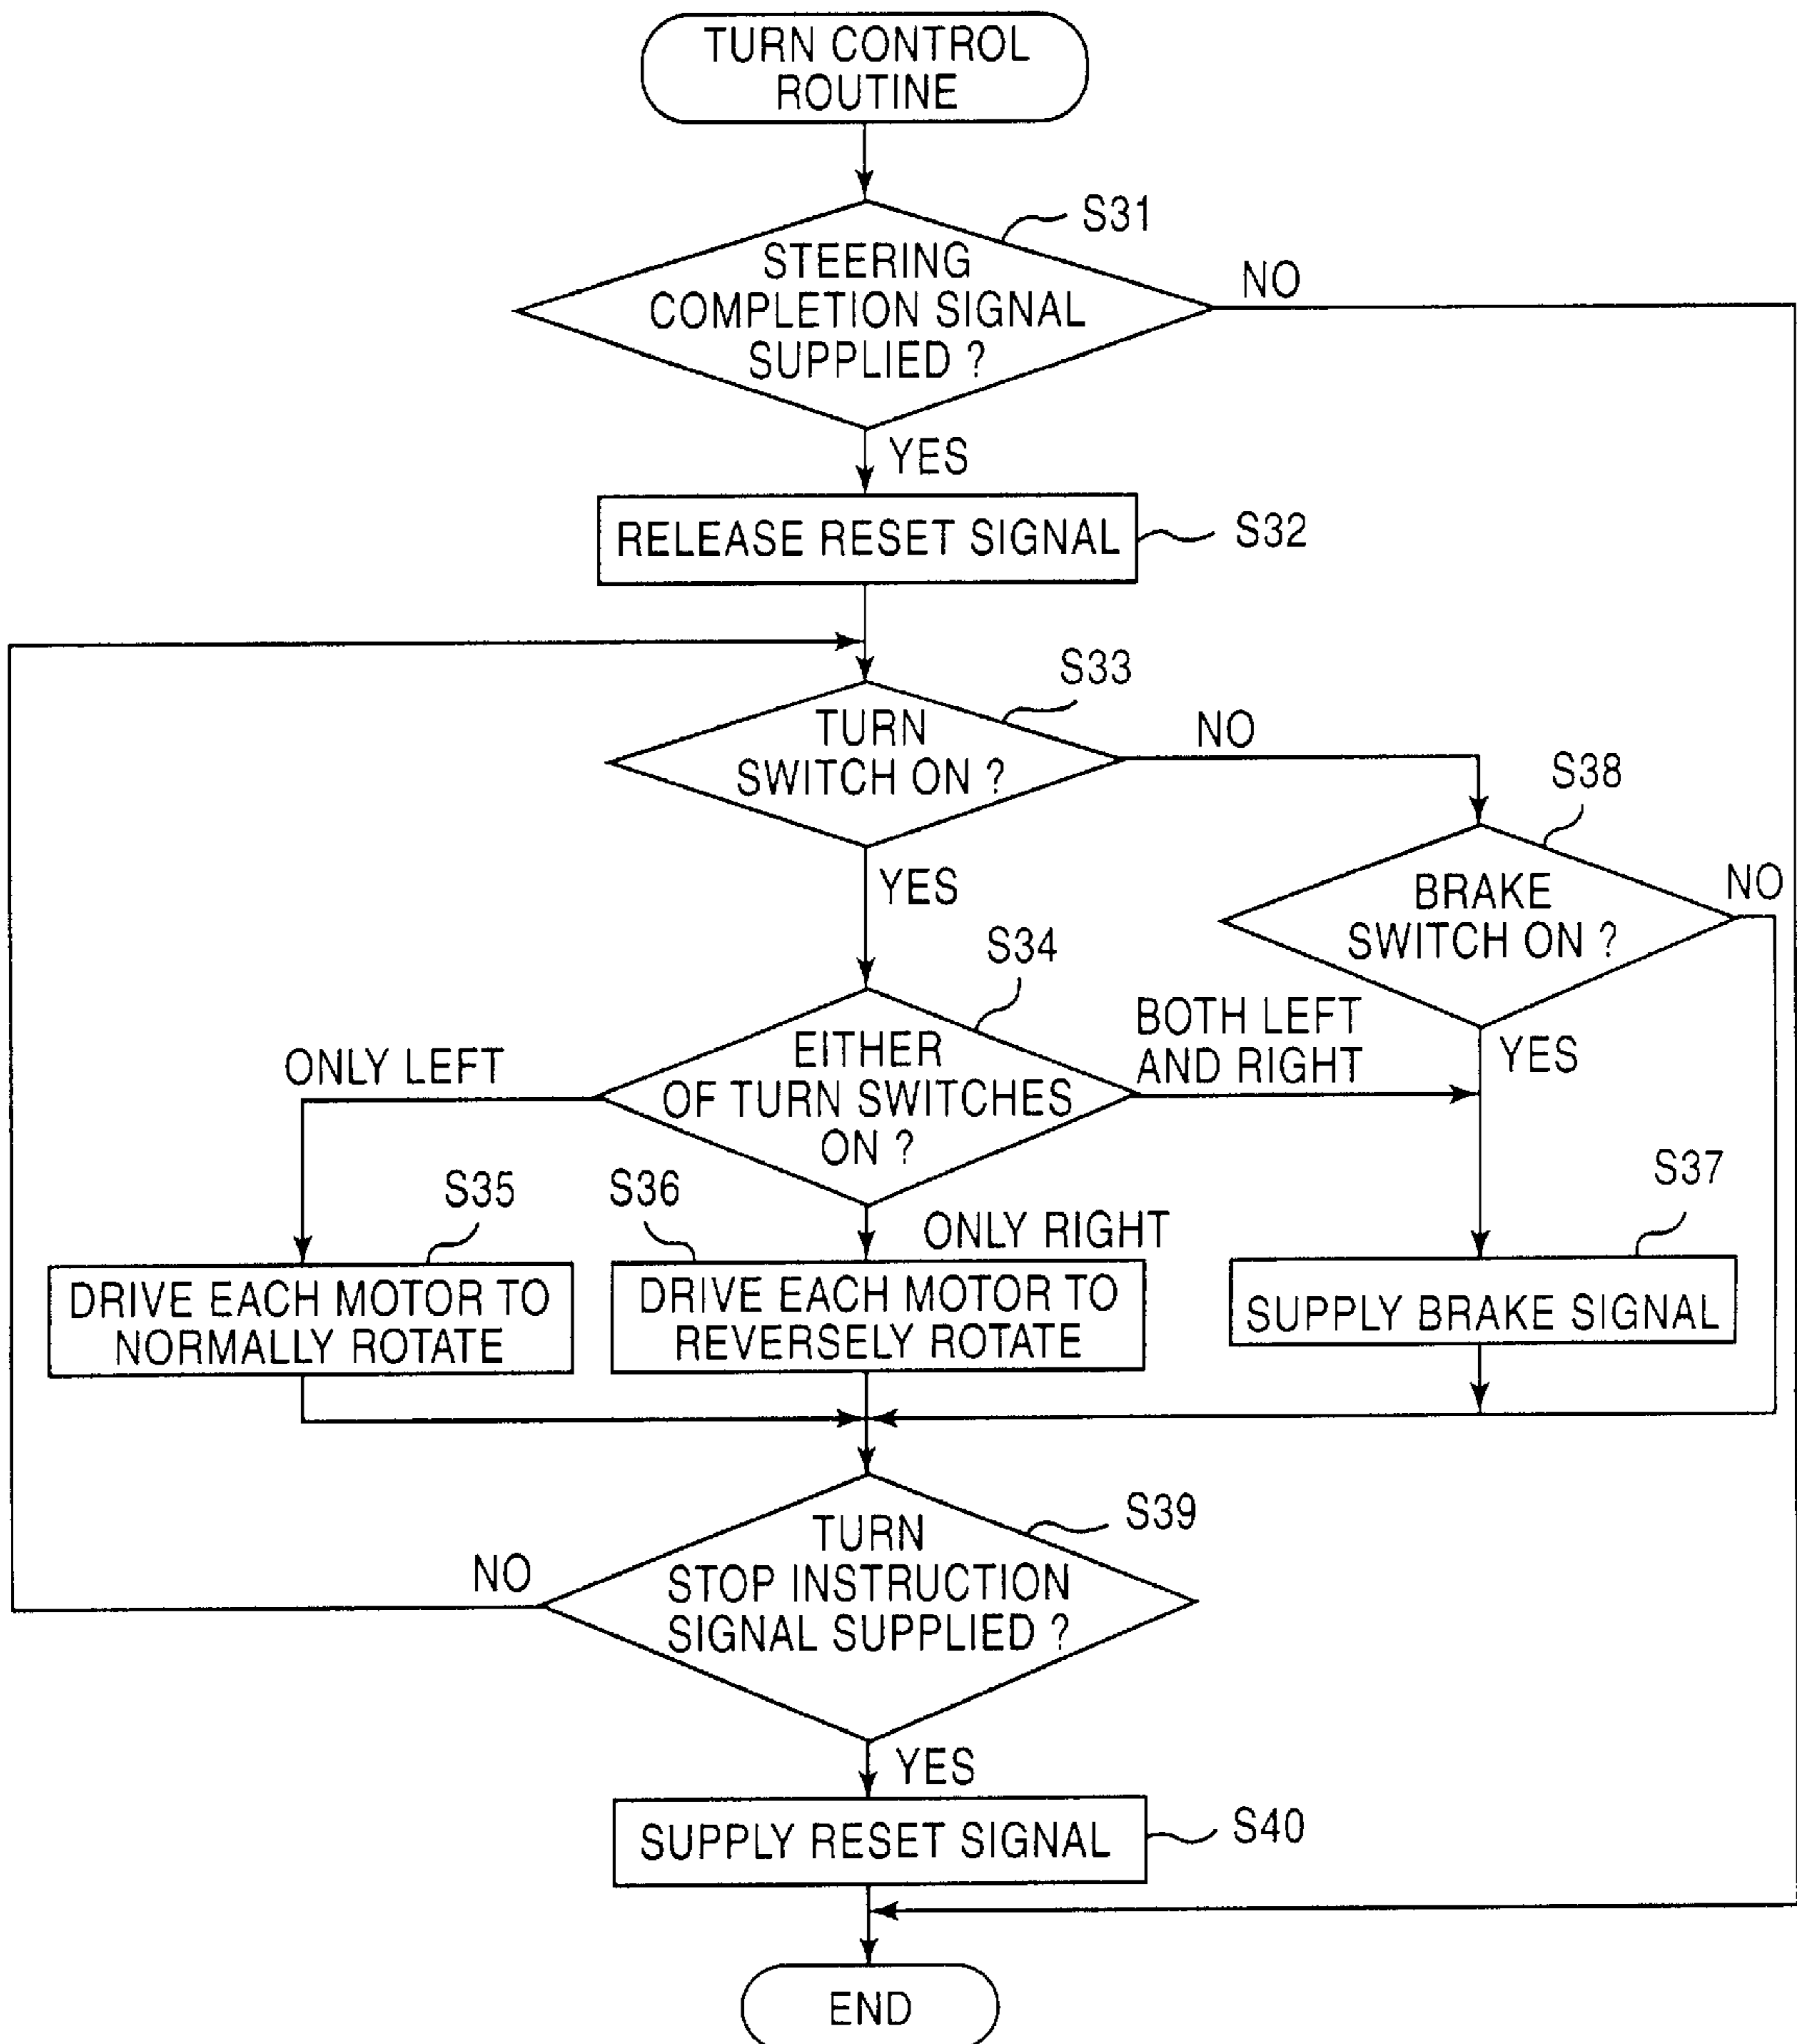 TURN CONTROL
ROUTINE
S31
STEERING
COMPLETION SIGNAL
SUPPLIED ?
NO
YES
RELEASE RESET SIGNAL
S32
S33
TURN
SWITCH ON ?
NO
YES
S38
BRAKE
SWITCH ON ?
NO
YES
S34
EITHER
OF TURN SWITCHES
ON ?
ONLY LEFT
BOTH LEFT
AND RIGHT
ONLY RIGHT
S35
DRIVE EACH MOTOR TO
NORMALLY ROTATE
S36
DRIVE EACH MOTOR TO
REVERSELY ROTATE
S37
SUPPLY BRAKE SIGNAL
S39
TURN
STOP INSTRUCTION
SIGNAL SUPPLIED ?
NO
YES
SUPPLY RESET SIGNAL
S40
END